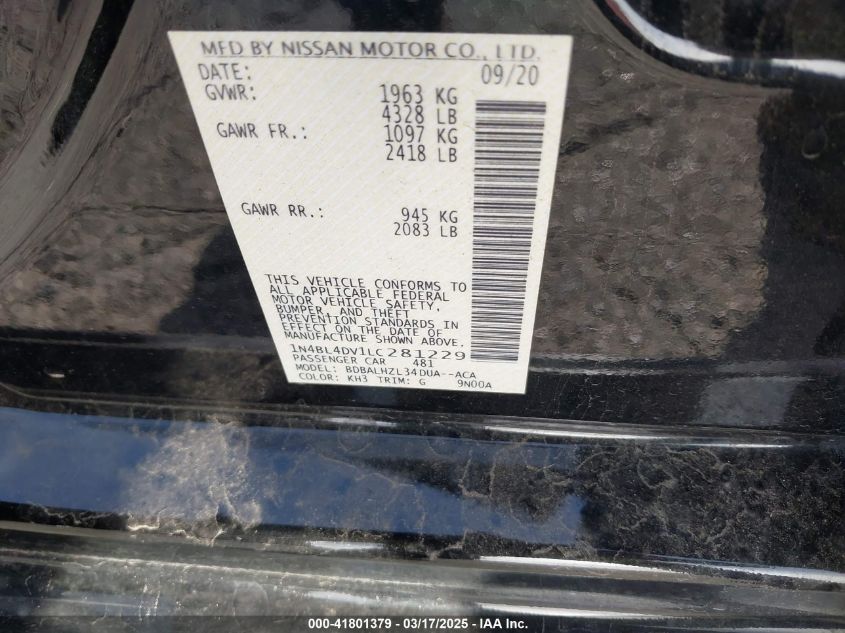 MFD BY NISSAN MOTOR CO., LTD.
DATE: 09/20
GVWR: 1963 KG
4328 LB
GAWR FR.: 1097 KG
2418 LB
GAWR RR.: 945 KG
2083 LB
THIS VEHICLE CONFORMS TO
ALL APPLICABLE FEDERAL
MOTOR VEHICLE SAFETY,
BUMPER, AND THEFT
PREVENTION STANDARDS IN
EFFECT ON THE DATE OF
MANUFACTURE SHOWN ABOVE.
1N4BL4DV1LC281229
PASSENGER CAR 481
MODEL: BDBALHZL34DUA--ACA
COLOR: KH3 TRIM: G 9N00A
000-41801379 — 03/17/2025 - IAA Inc.